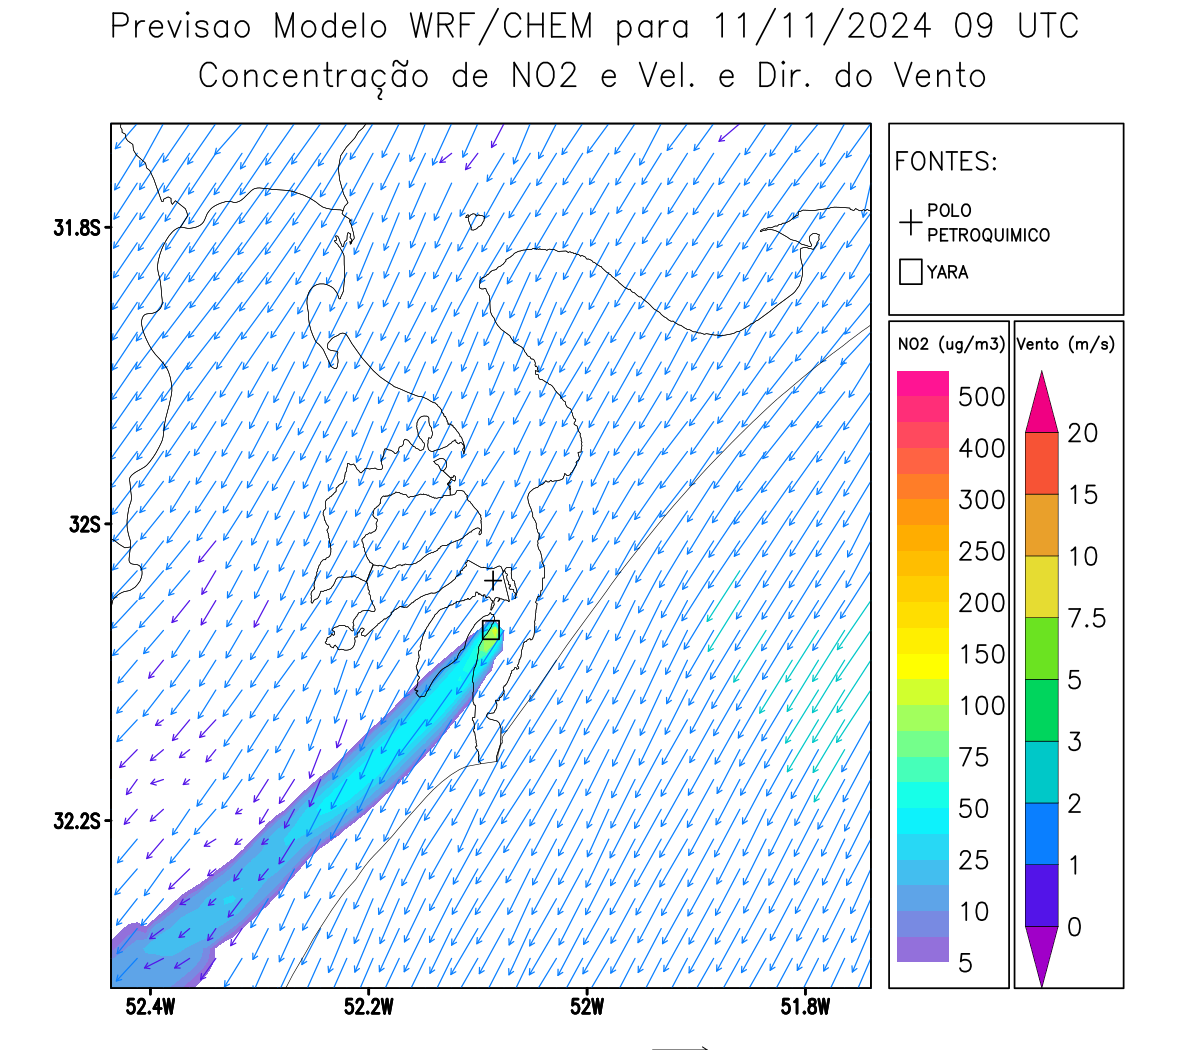 Previsao Modelo WRF/CHEM para 11/11/2024 09 UTC
Concentração de NO2 e Vel. e Dir. do Vento
FONTES:
POLO
PETROQUIMICO
YARA
NO2 (ug/m3)
500
400
300
250
200
150
100
75
50
25
10
5
Vento (m/s)
20
15
10
7.5
5
3
2
1
0
31.8S
32S
32.2S
52.4W
52.2W
52W
51.8W